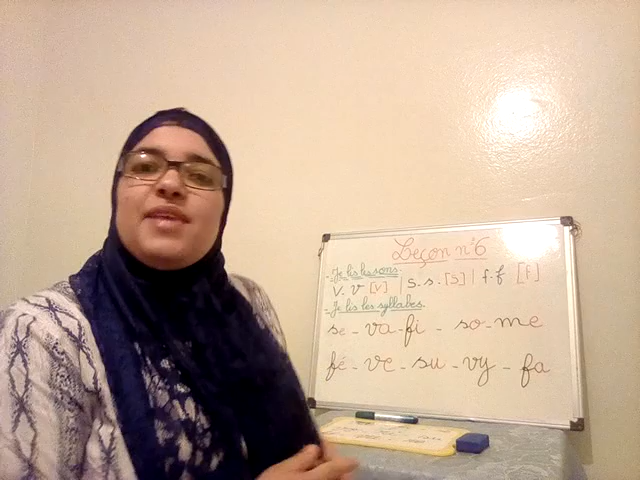 Leçon n°6
- Je lis les sons.
v. v [v] | s. s. [s] | f. f [f]
- Je lis les syllabes.
se - va - fi - so - me
fé - ve - su - vy - fa